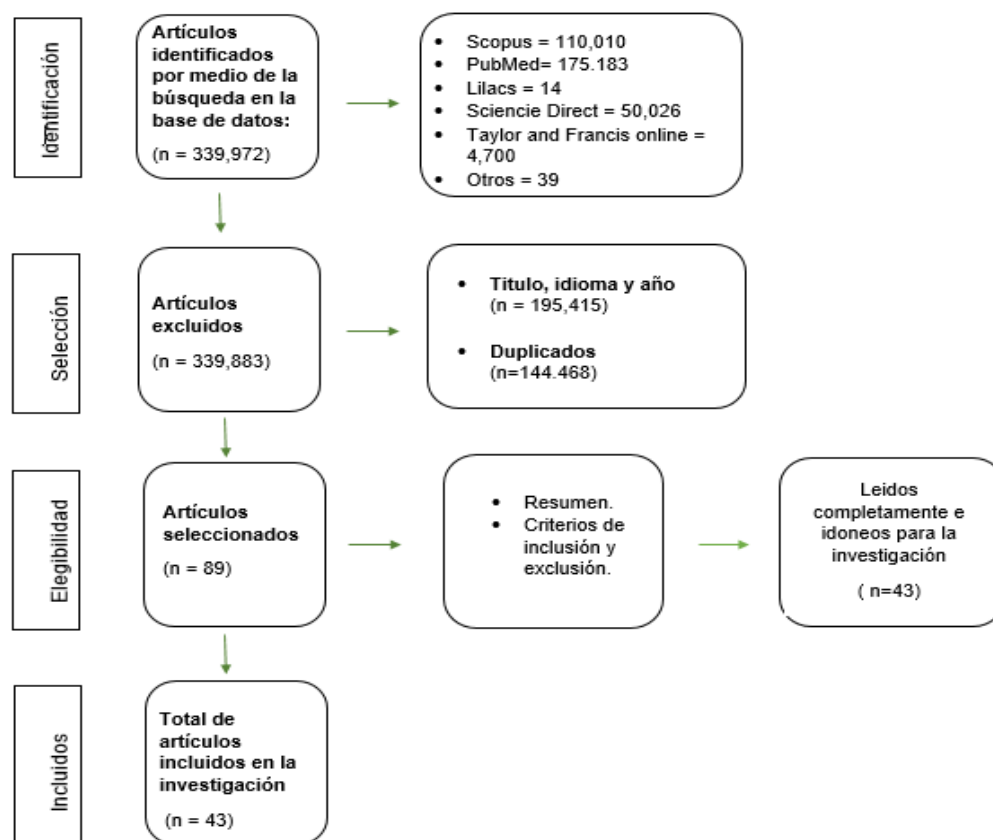 Identificación
Artículos
identificados
por medio de la
búsqueda en la
base de datos:
(n = 339,972)
• Scopus = 110,010
• PubMed= 175.183
• Lilacs = 14
• Sciencie Direct = 50,026
• Taylor and Francis online =
4,700
• Otros = 39
Selección
Artículos
excluidos
(n = 339,883)
• Titulo, idioma y año
(n = 195,415)
• Duplicados
(n=144.468)
Elegibilidad
Artículos
seleccionados
(n = 89)
• Resumen.
• Criterios de
inclusión y
exclusión.
Leidos
completamente e
idoneos para la
investigación
( n=43)
Incluidos
Total de
artículos
incluidos en la
investigación
(n = 43)